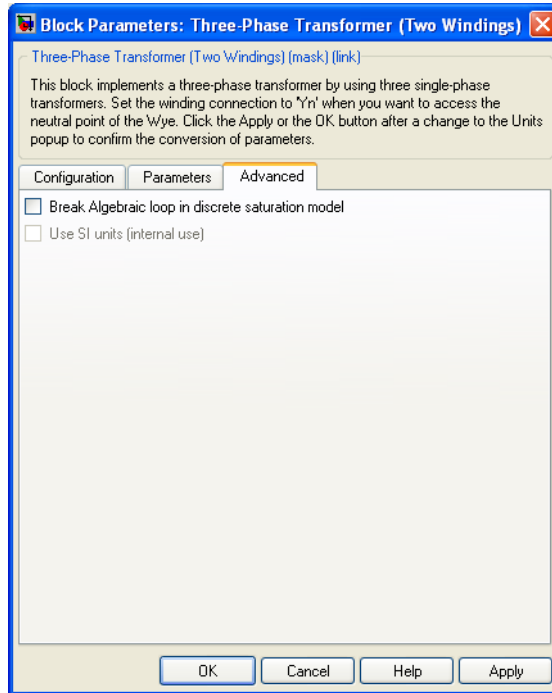 Block Parameters: Three-Phase Transformer (Two Windings)
Three-Phase Transformer (Two Windings) (mask) (link)
This block implements a three-phase transformer by using three single-phase
transformers. Set the winding connection to 'Yn' when you want to access the
neutral point of the Wye. Click the Apply or the OK button after a change to the Units
popup to confirm the conversion of parameters.
Configuration Parameters Advanced
Break Algebraic loop in discrete saturation model
Use SI units (internal use)
OK Cancel Help Apply